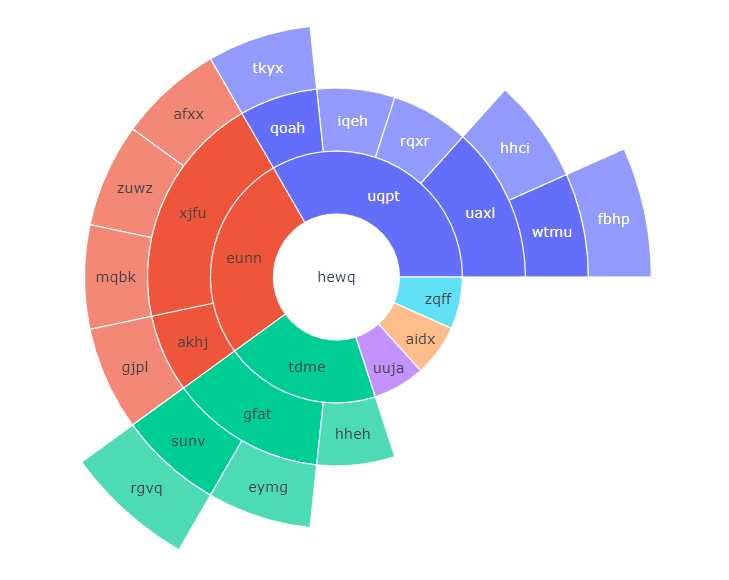 tkyx
afxx
qoah
iqeh
rqxr
hhci
zuwz
xjfu
uqpt
uaxl
wtmu
fbhp
eunn
mqbk
hewq
zqff
akhj
aidx
gjpl
tdme
uuja
gfat
hheh
sunv
rgvq
eymg